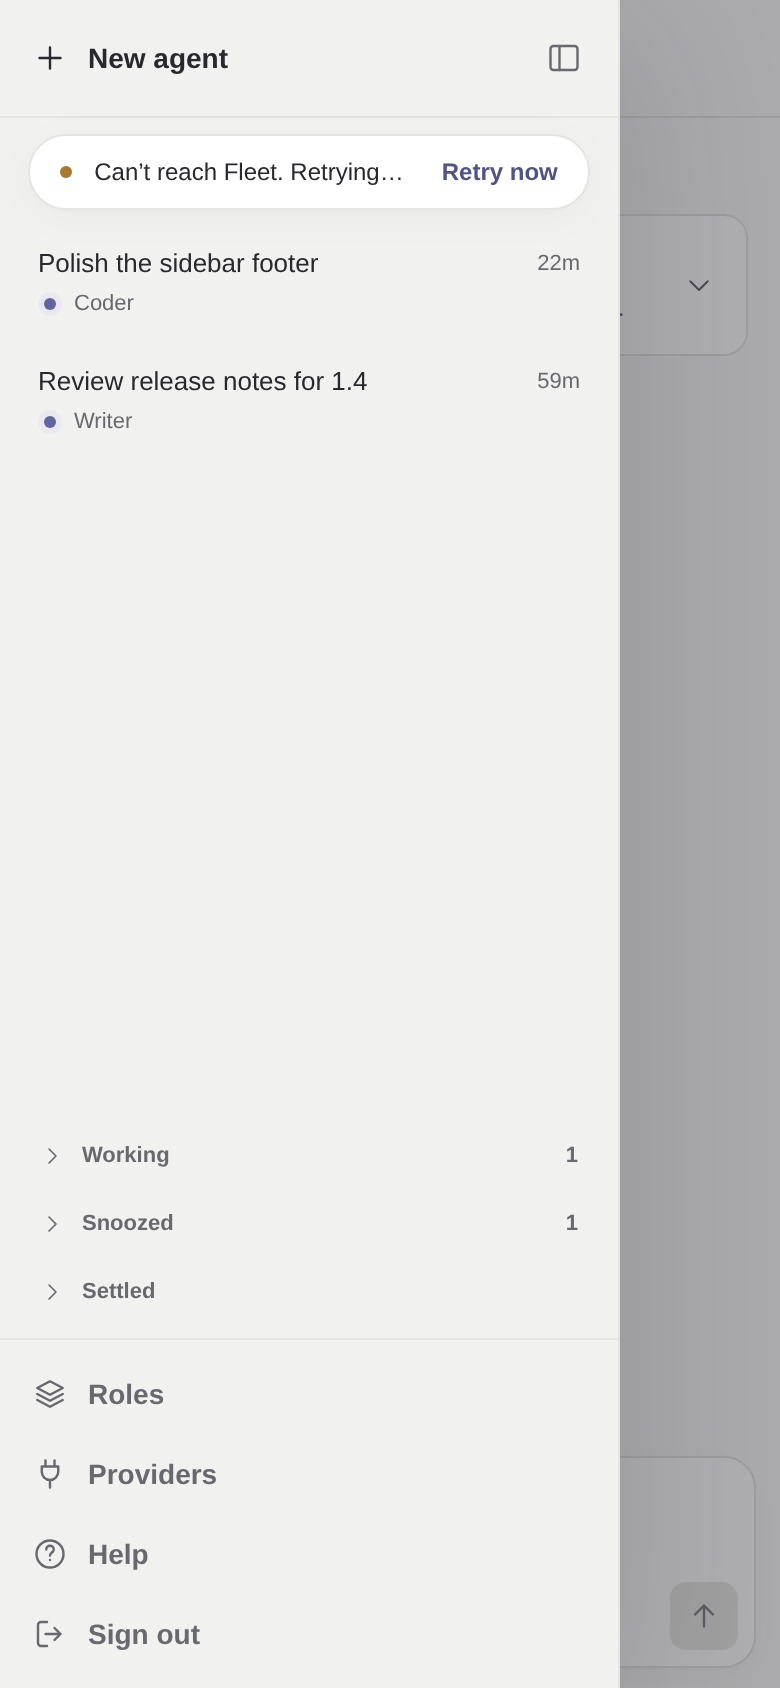 New agent
Can’t reach Fleet. Retrying… Retry now
Polish the sidebar footer 22m
Coder
Review release notes for 1.4 59m
Writer
Working 1
Snoozed 1
Settled
Roles
Providers
Help
Sign out